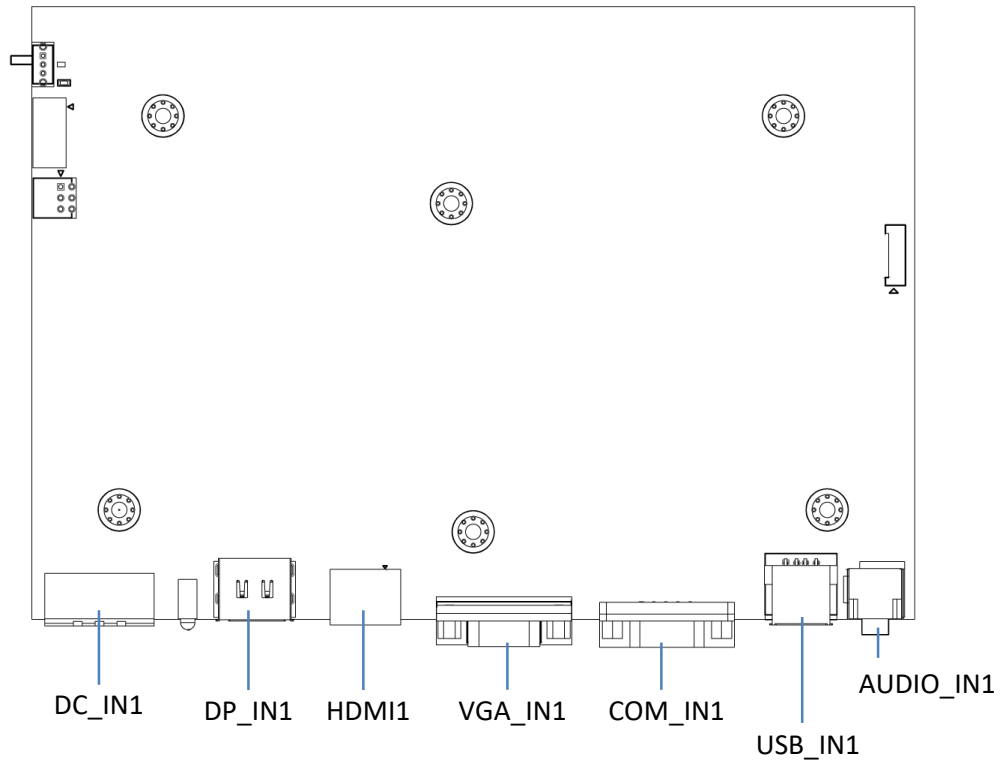 DC_IN1
DP_IN1
HDMI1
VGA_IN1
COM_IN1
USB_IN1
AUDIO_IN1